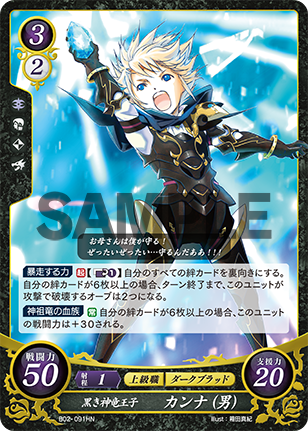 3
2
SAMPLE
お母さんは僕が守る！
ぜったいぜったい…守るんだああ！！！
暴走する力 起 [ 3] 自分のすべての絆カードを裏向きにする。
自分の絆カードが6枚以上の場合、ターン終了まで、このユニットが
攻撃で破壊するオーブは2つになる。
神祖竜の血族 常 自分の絆カードが6枚以上の場合、このユニット
の戦闘力は＋30される。
戦闘力 50
射程 1
上級職
ダークブラッド
支援力 20
黒き神竜王子 カンナ（男）
B02-091HN
Illust：箱田真紀